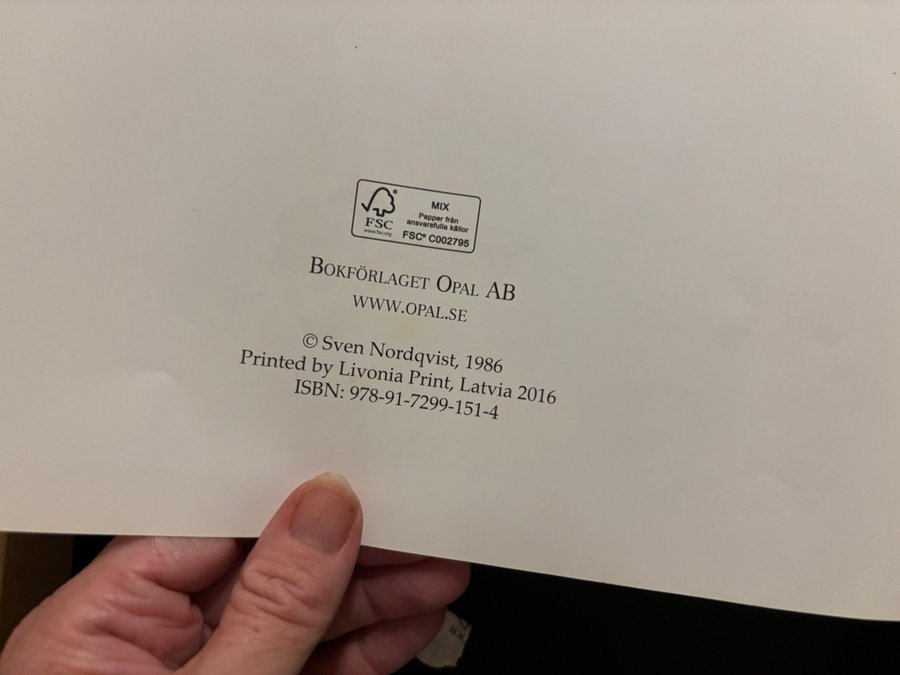 MIX
Papper från
ansvarsfulla källor
FSC® C002795
FSC
www.fsc.org
BOKFÖRLAGET OPAL AB
WWW.OPAL.SE
© Sven Nordqvist, 1986
Printed by Livonia Print, Latvia 2016
ISBN: 978-91-7299-151-4